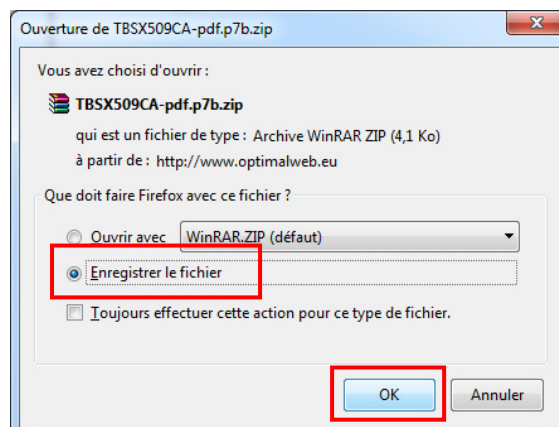 Ouverture de TBSX509CA-pdf.p7b.zip
Vous avez choisi d'ouvrir :
TBSX509CA-pdf.p7b.zip
qui est un fichier de type : Archive WinRAR ZIP (4,1 Ko)
à partir de : http://www.optimalweb.eu
Que doit faire Firefox avec ce fichier ?
Ouvrir avec WinRAR.ZIP (défaut)
Enregistrer le fichier
Toujours effectuer cette action pour ce type de fichier.
OK Annuler